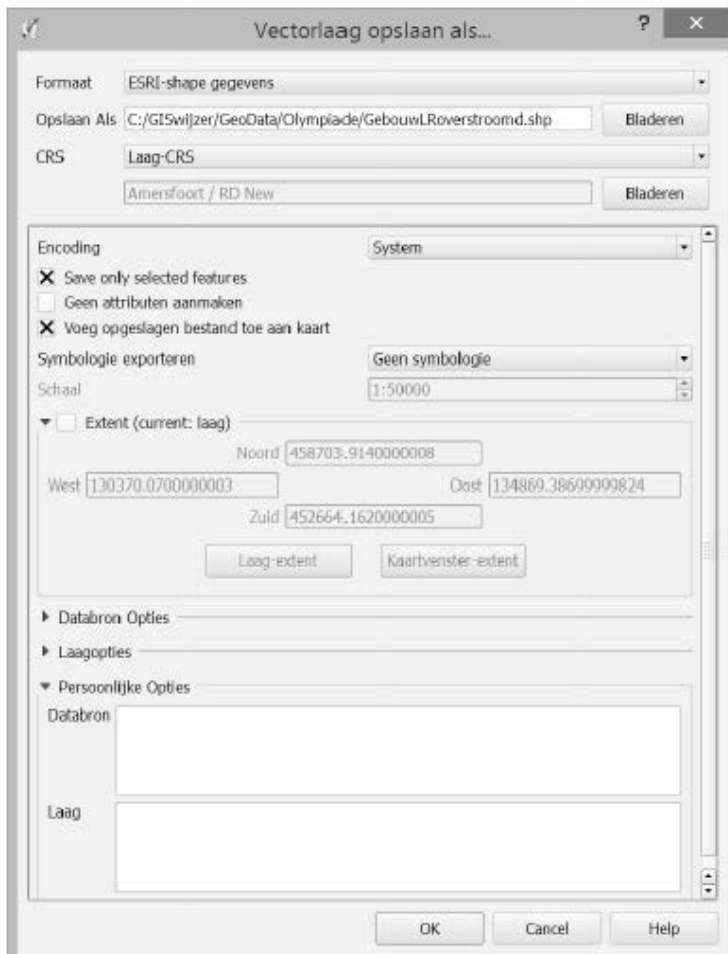 Vectorlaag opslaan als...
? ×
Formaat ESRI-shape gegevens
Opslaan Als C:/GISwijzer/GeoData/Olympiade/GebouwLRoverstroomd.shp Bladeren
CRS Laag-CRS
Amersfoort / RD New Bladeren
Encoding System
Save only selected features
Geen attributen aanmaken
Voeg opgeslagen bestand toe aan kaart
Symbologie exporteren Geen symbologie
Schaal 1:50000
Extent (current: laag)
Noord 458703.9140000008
West 130370.0700000003 Oost 134869.38699999824
Zuid 452664.1620000005
Laag-extent Kaartvenster-extent
Databron Opties
Laagopties
Persoonlijke Opties
Databron
Laag
OK Cancel Help